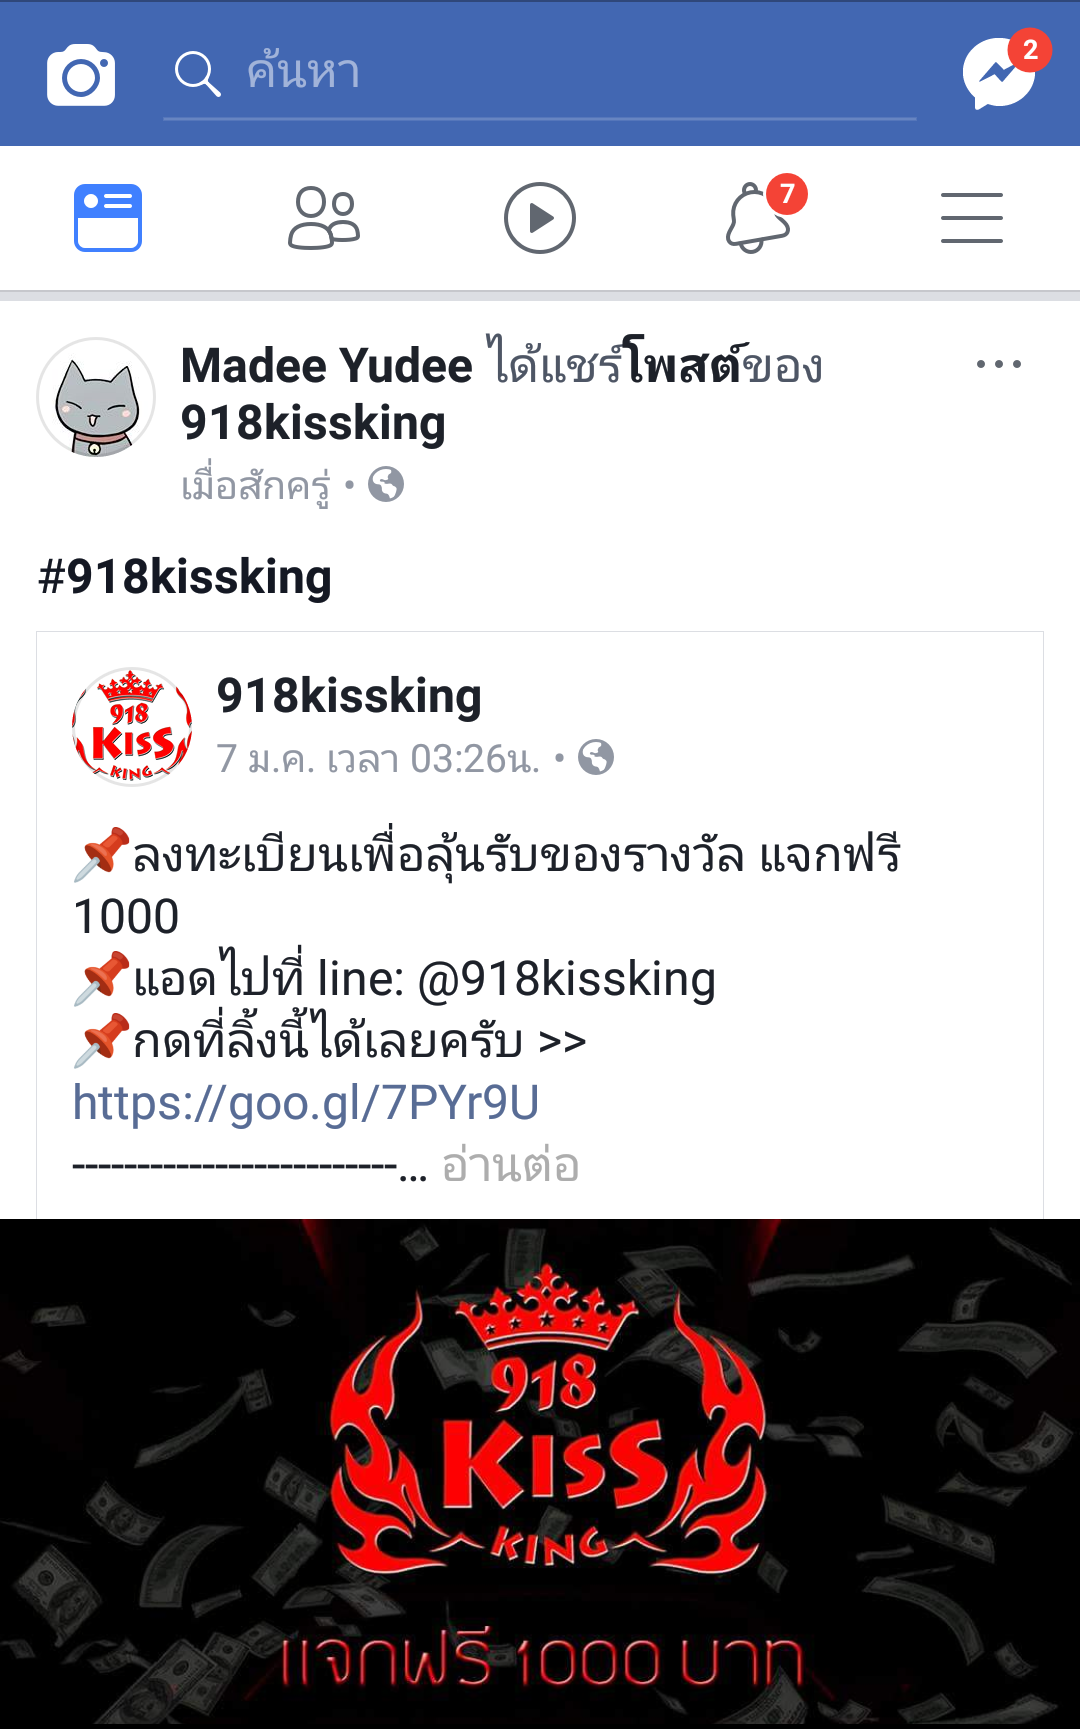 ค้นหา
2
7
Madee Yudee ได้แชร์โพสต์ของ
918kissking
เมื่อสักครู่ •
#918kissking
918
KISS
KING
918kissking
7 ม.ค. เวลา 03:26น. •
📌ลงทะเบียนเพื่อลุ้นรับของรางวัล แจกฟรี
1000
📌แอดไปที่ line: @918kissking
📌กดที่ลิ้งนี้ได้เลยครับ >>
https://goo.gl/7PYr9U
-------------------------... อ่านต่อ
918
KISS
KING
แจกฟรี 1000 บาท